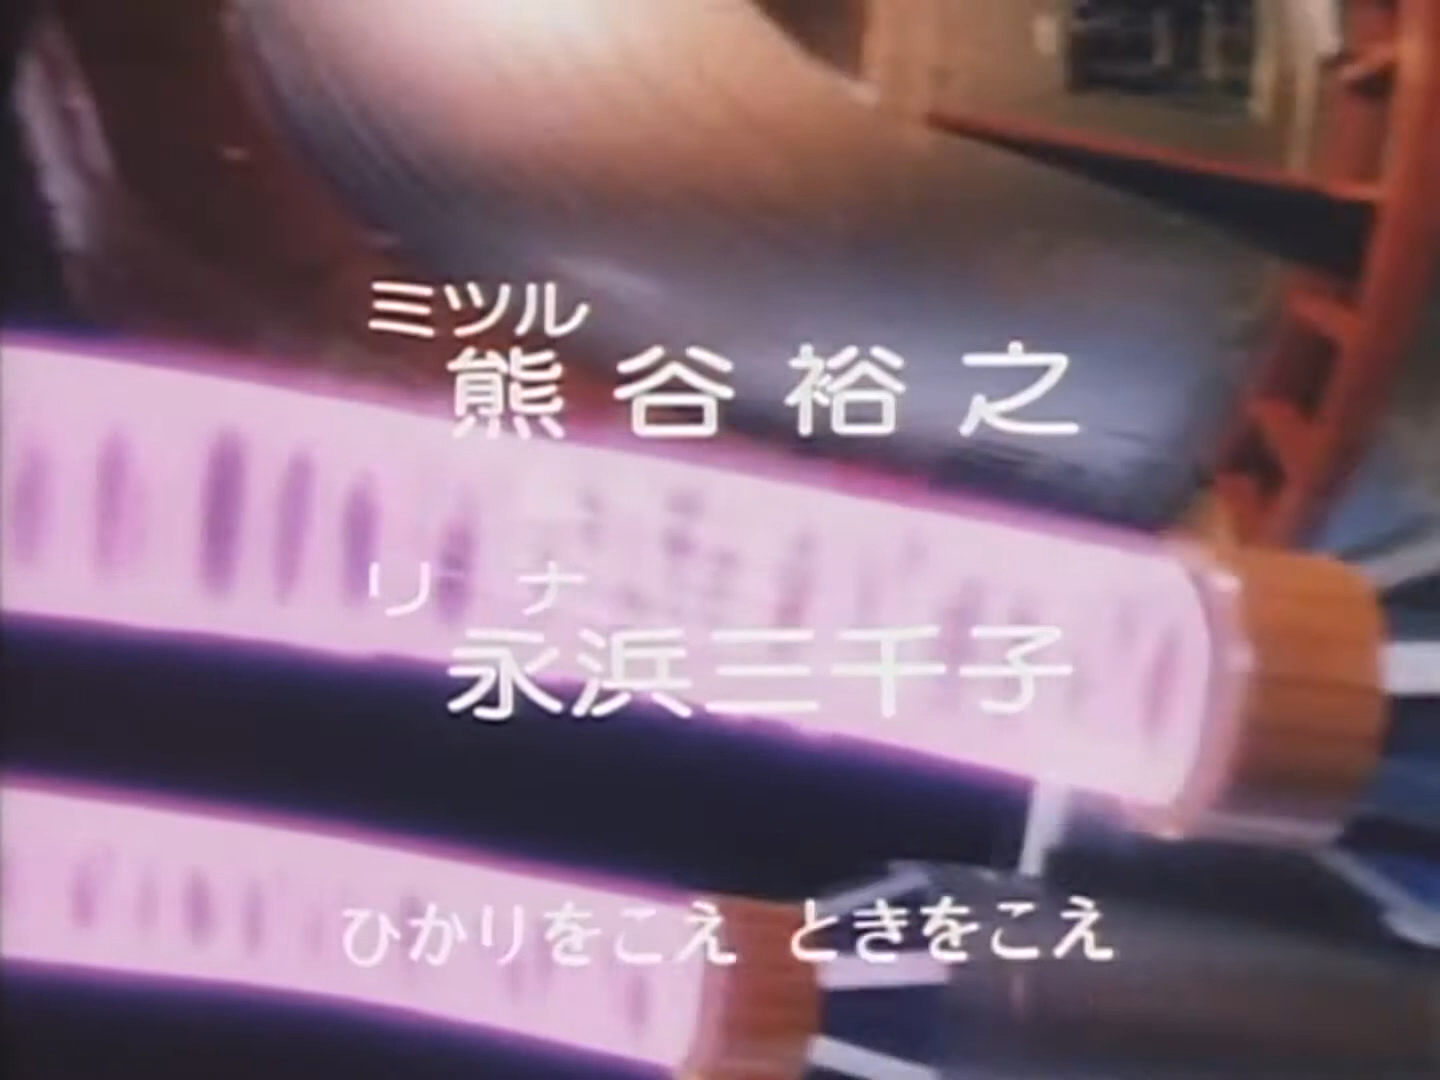 ミツル
熊谷裕之
リナ
永浜三千子
ひかりをこえ ときをこえ